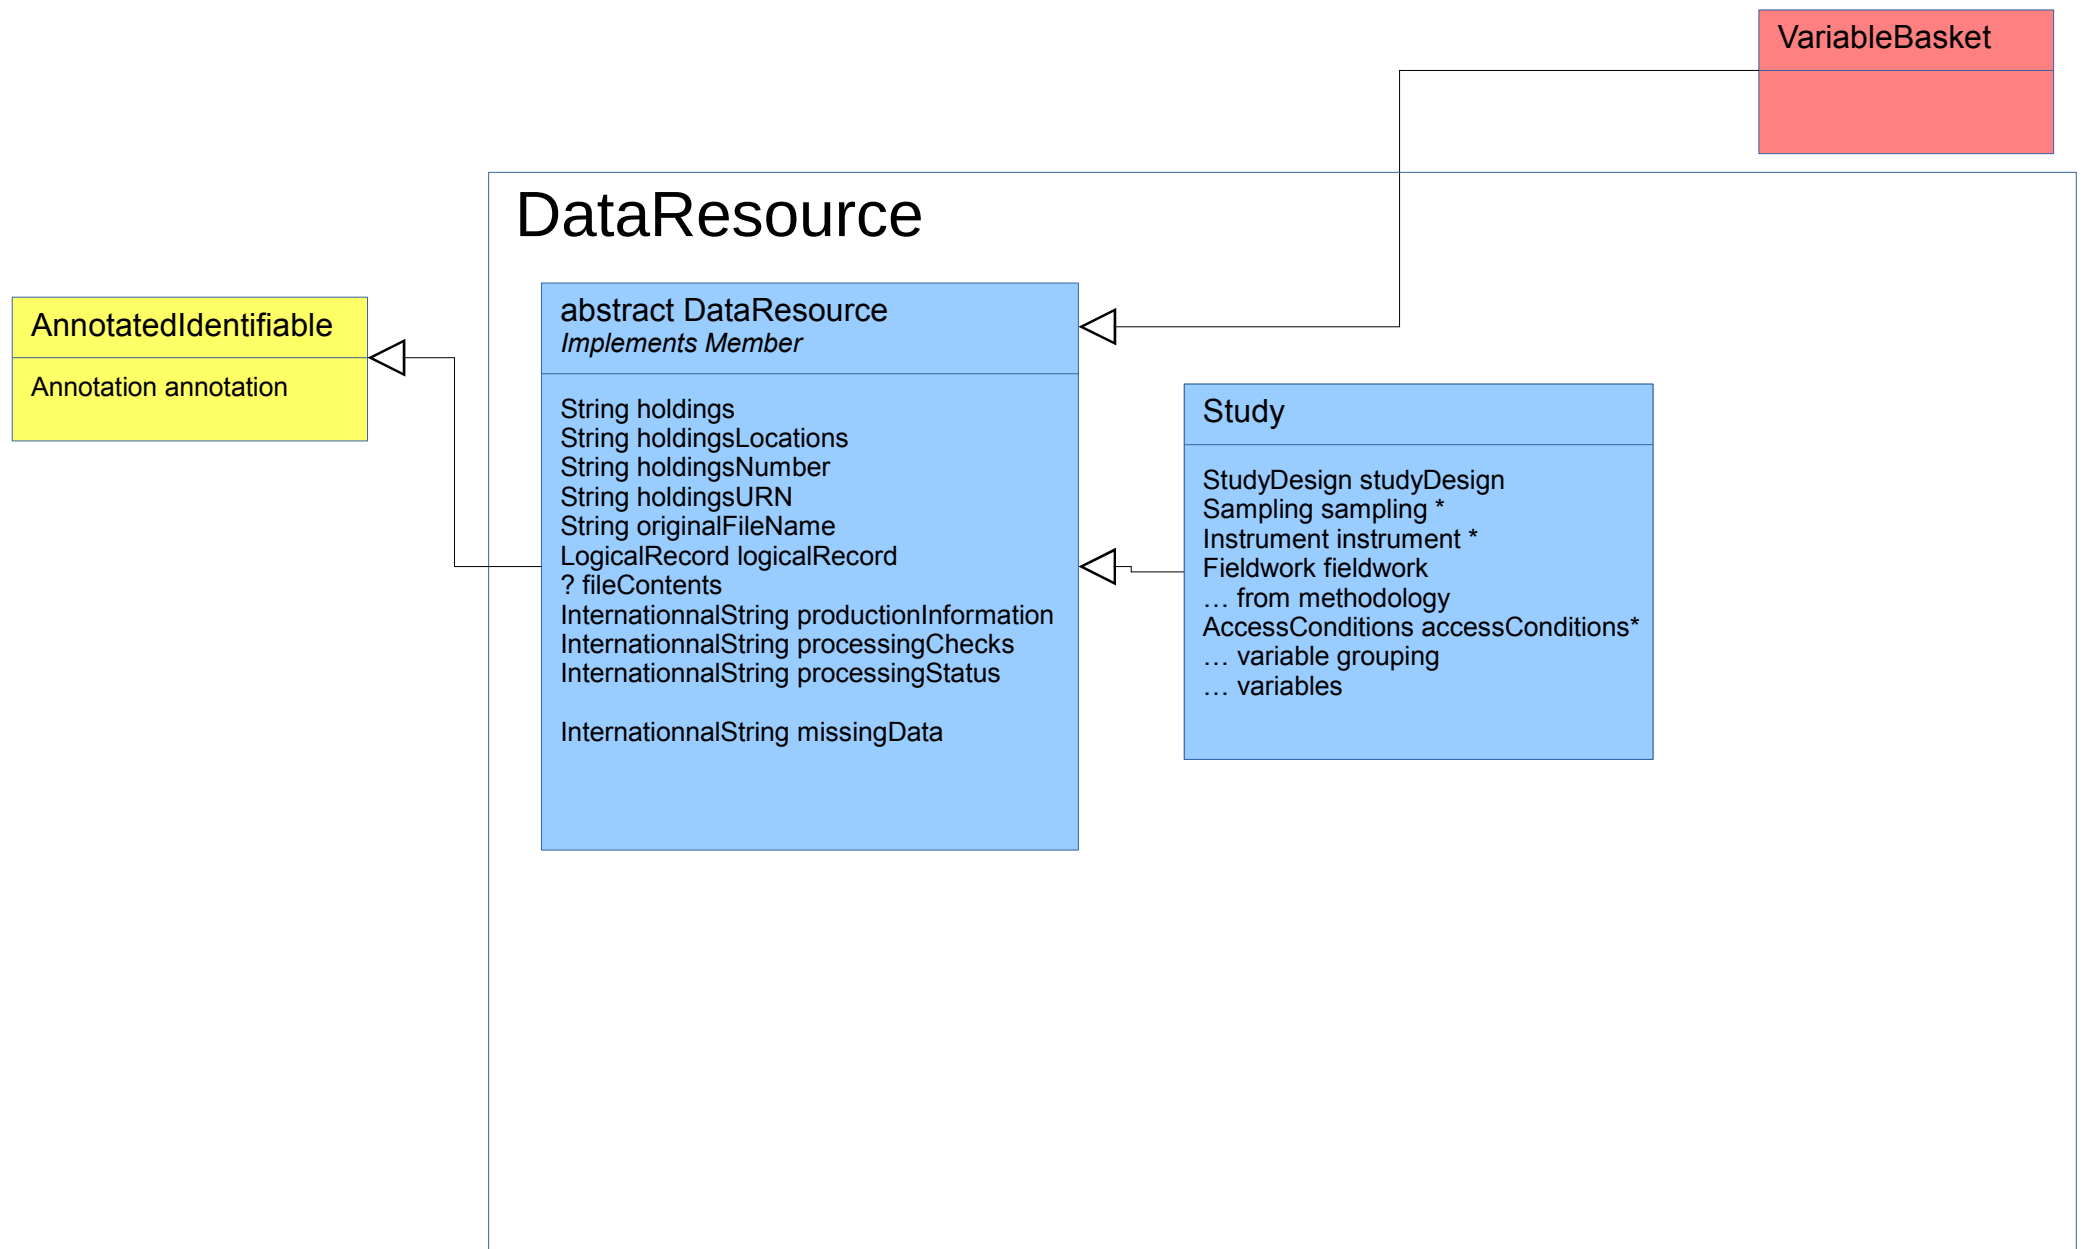 VariableBasket
DataResource
AnnotatedIdentifiable
Annotation annotation
abstract DataResource
Implements Member
String holdings
String holdingsLocations
String holdingsNumber
String holdingsURN
String originalFileName
LogicalRecord logicalRecord
? fileContents
InternationnalString productionInformation
InternationnalString processingChecks
InternationnalString processingStatus
InternationnalString missingData
Study
StudyDesign studyDesign
Sampling sampling *
Instrument instrument *
Fieldwork fieldwork
… from methodology
AccessConditions accessConditions*
… variable grouping
… variables